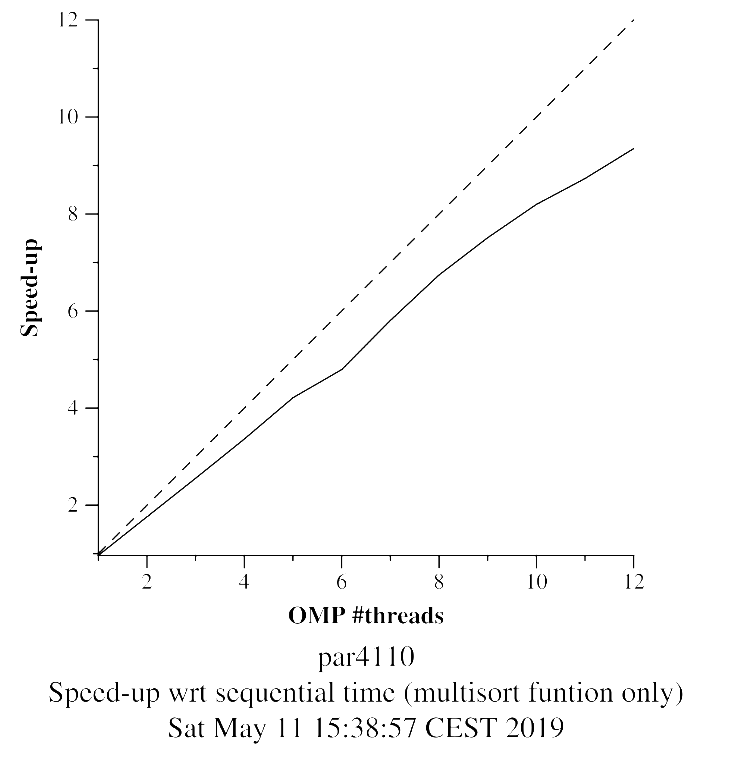 12
10
8
6
4
2
Speed-up
2 4 6 8 10 12
OMP #threads
par4110
Speed-up wrt sequential time (multisort funtion only)
Sat May 11 15:38:57 CEST 2019